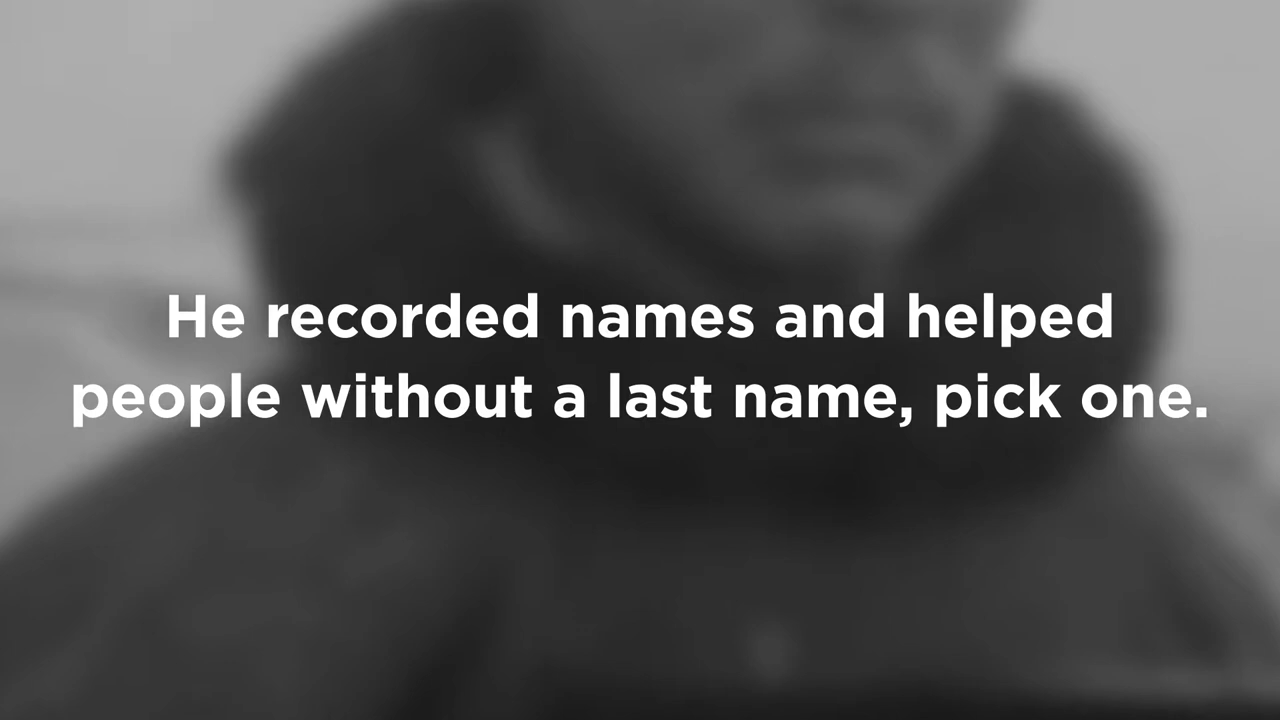 He recorded names and helped
people without a last name, pick one.